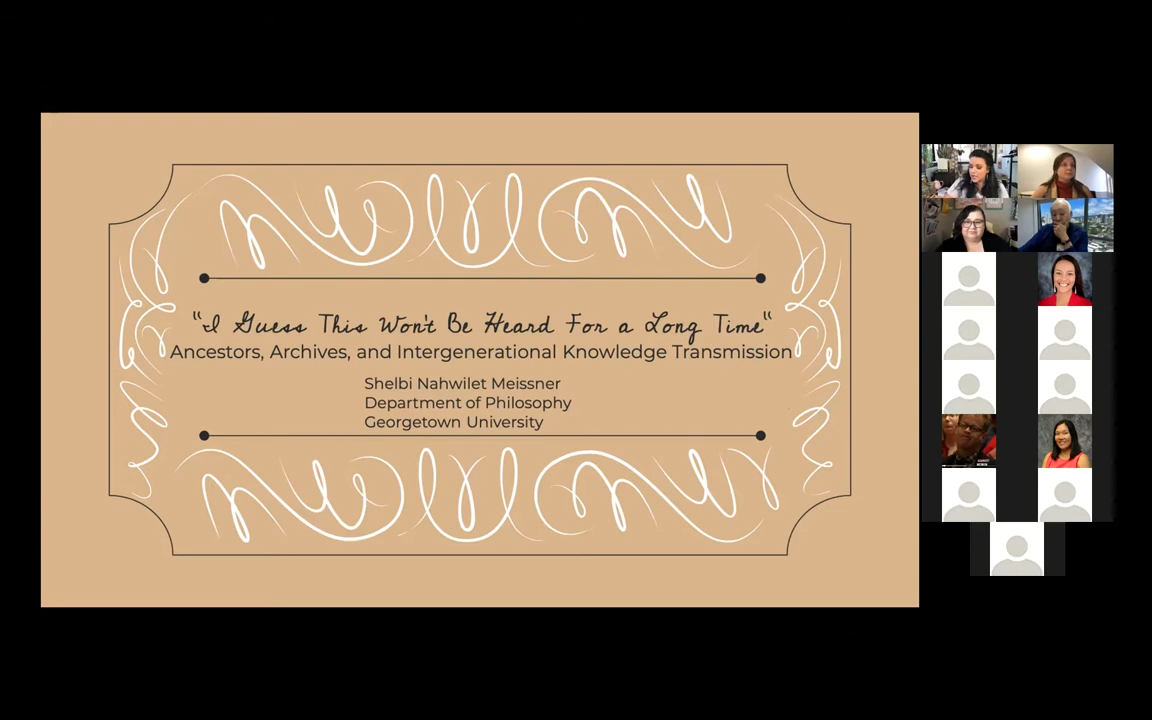 "I Guess This Won't Be Heard For a Long Time"
Ancestors, Archives, and Intergenerational Knowledge Transmission
Shelbi Nahwilet Meissner
Department of Philosophy
Georgetown University